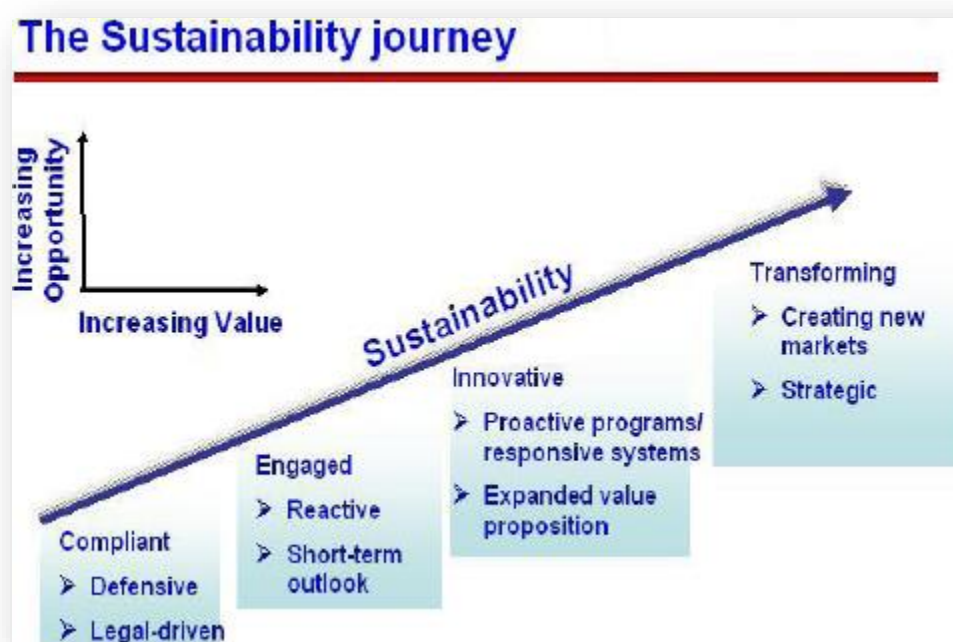 The Sustainability journey
Increasing
Opportunity
Increasing Value
Sustainability
Compliant
➢ Defensive
➢ Legal-driven
Engaged
➢ Reactive
➢ Short-term
outlook
Innovative
➢ Proactive programs/
responsive systems
➢ Expanded value
proposition
Transforming
➢ Creating new
markets
➢ Strategic